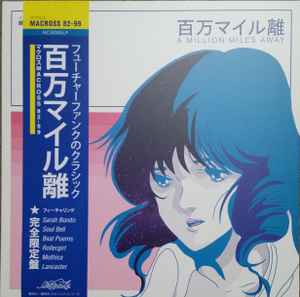 MACROSS 82-99
フューチャーファンクのクラシック
百万マイル離
マクロスMACROSS 82-99
★ 完全限定盤
フィーチャリング
Sarah Bonito
Soul Bell
Beat Poems
Rollergirl
Mothica
Lancaster
百万マイル離
A MILLION MILES AWAY